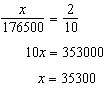 x/176500 = 2/10
10x = 353000
x = 35300